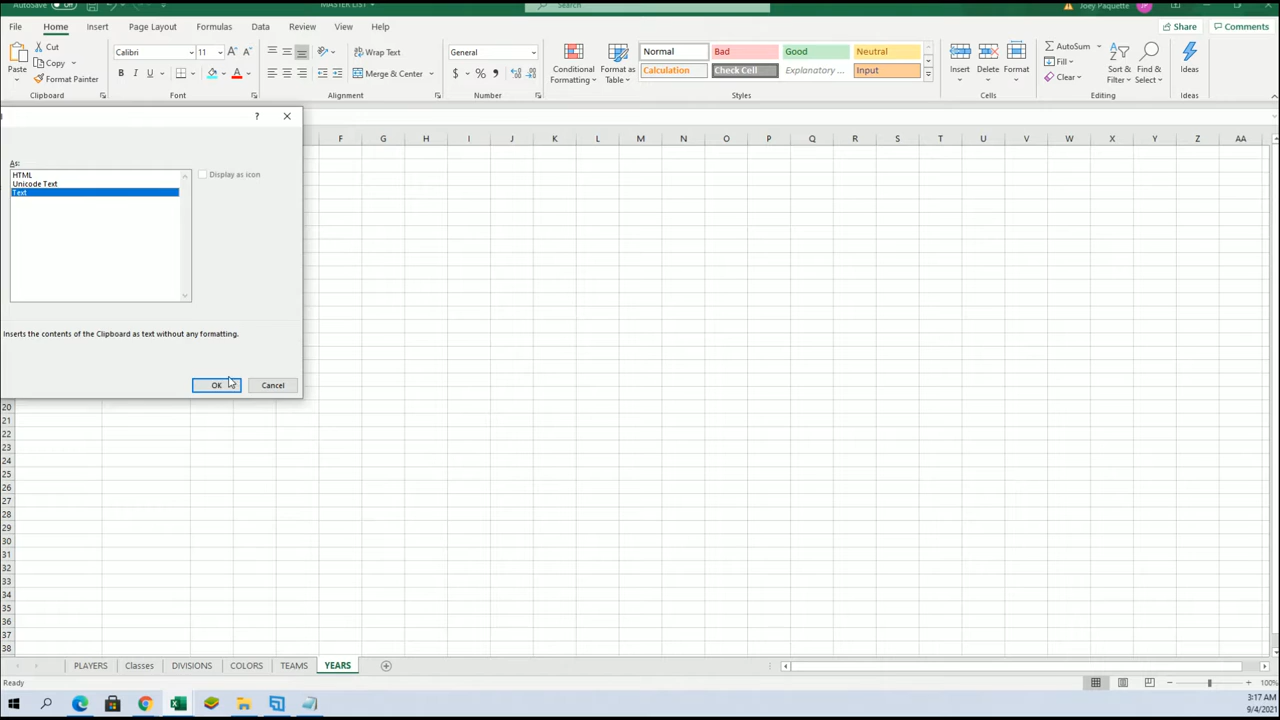 AutoSave Off MASTER LIST Search Joey Paquette JP
File Home Insert Page Layout Formulas Data Review View Help Share Comments
Cut Calibri 11 A A Wrap Text General Normal Bad Good Neutral AutoSum
Copy Fill
Paste Format Painter B I U Merge & Center $ % Conditional Formatting Format as Table Calculation Check Cell Explanatory ... Input Insert Delete Format Clear Sort & Filter Find & Select Ideas
Clipboard Font Alignment Number Styles Cells Editing Ideas
?
F G H I J K L M N O P Q R S T U V W X Y Z AA
As:
HTML
Unicode Text
Text
Display as icon
Inserts the contents of the Clipboard as text without any formatting.
OK Cancel
20
21
22
23
24
25
26
27
28
29
30
31
32
33
34
35
36
37
38
PLAYERS Classes DIVISIONS COLORS TEAMS YEARS
Ready 100%
3:17 AM
9/4/2021